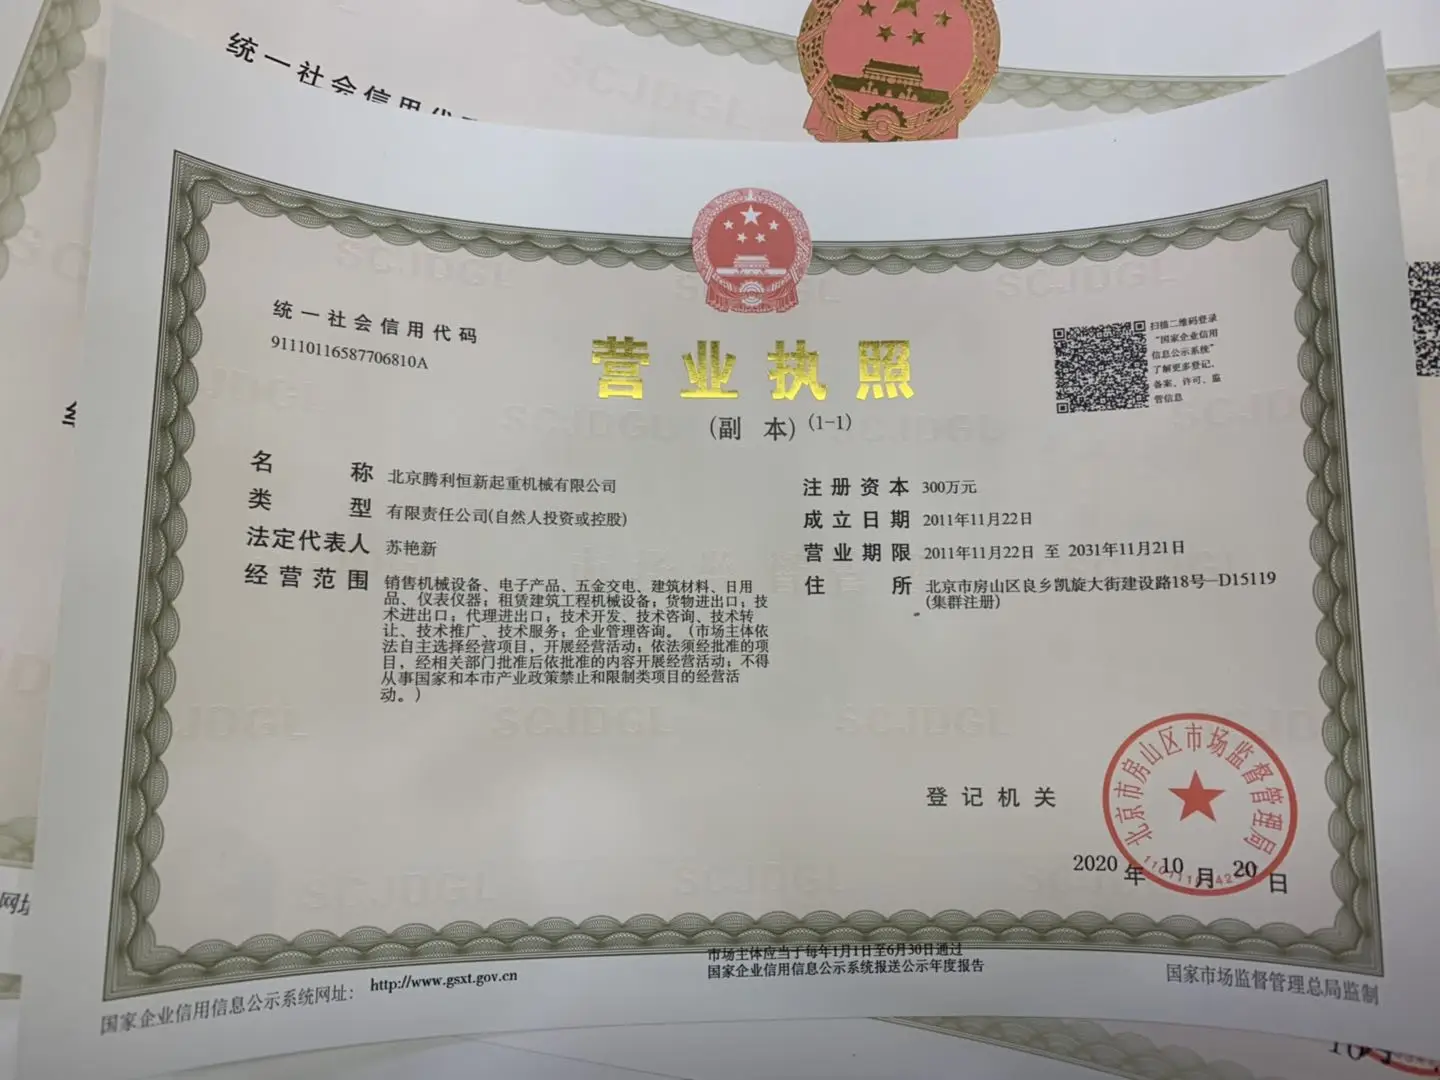 统一社会信用代
统一社会信用代码
91110116587706810A
营业执照
(副 本) (1-1)
扫描二维码登录
“国家企业信用
信息公示系统”
了解更多登记、
备案、许可、监
管信息
名 称 北京腾利恒新起重机械有限公司
类 型 有限责任公司(自然人投资或控股)
法定代表人 苏艳新
经营范围 销售机械设备、电子产品、五金交电、建筑材料、日用
品、仪表仪器；租赁建筑工程机械设备；货物进出口；技
术进出口；代理进出口；技术开发、技术咨询、技术转
让、技术推广、技术服务；企业管理咨询。（市场主体依
法自主选择经营项目，开展经营活动；依法须经批准的项
目，经相关部门批准后依批准的内容开展经营活动；不得
从事国家和本市产业政策禁止和限制类项目的经营活
动。）
注册资本 300万元
成立日期 2011年11月22日
营业期限 2011年11月22日 至 2031年11月21日
住 所 北京市房山区良乡凯旋大街建设路18号—D15119
(集群注册)
登记机关
北京市房山区市场监督管理局
2020 年 10 月 20 日
国家企业信用信息公示系统网址： http://www.gsxt.gov.cn
市场主体应当于每年1月1日至6月30日通过
国家企业信用信息公示系统报送公示年度报告
国家市场监督管理总局监制
SCJDGL
网址